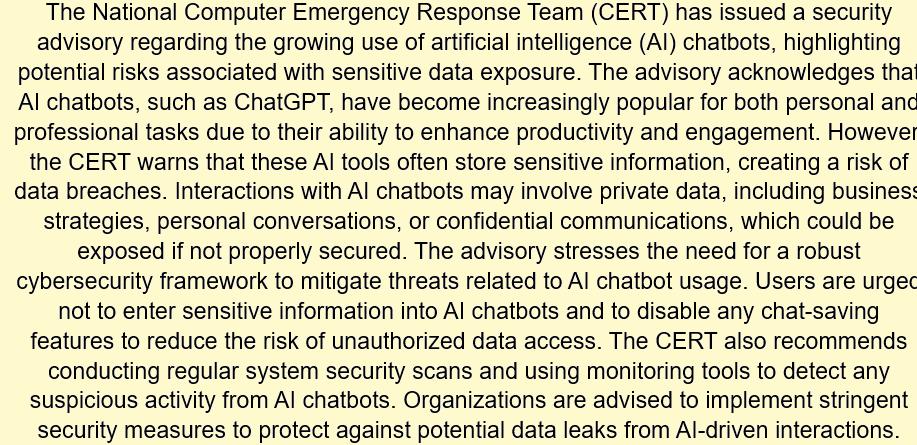 The National Computer Emergency Response Team (CERT) has issued a security
advisory regarding the growing use of artificial intelligence (AI) chatbots, highlighting
potential risks associated with sensitive data exposure. The advisory acknowledges that
AI chatbots, such as ChatGPT, have become increasingly popular for both personal and
professional tasks due to their ability to enhance productivity and engagement. However
the CERT warns that these AI tools often store sensitive information, creating a risk of
data breaches. Interactions with AI chatbots may involve private data, including business
strategies, personal conversations, or confidential communications, which could be
exposed if not properly secured. The advisory stresses the need for a robust
cybersecurity framework to mitigate threats related to AI chatbot usage. Users are urged
not to enter sensitive information into AI chatbots and to disable any chat-saving
features to reduce the risk of unauthorized data access. The CERT also recommends
conducting regular system security scans and using monitoring tools to detect any
suspicious activity from AI chatbots. Organizations are advised to implement stringent
security measures to protect against potential data leaks from AI-driven interactions.